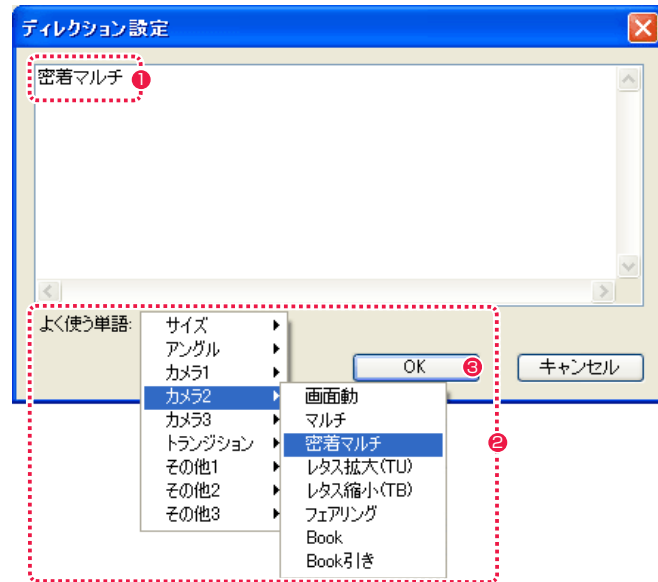 ディレクション設定
密着マルチ ❶
よく使う単語:
サイズ
アングル
カメラ1
カメラ2
カメラ3
トランジション
その他1
その他2
その他3
OK ❸
キャンセル
画面動
マルチ
密着マルチ
❷
レタス拡大(TU)
レタス縮小(TB)
フェアリング
Book
Book引き